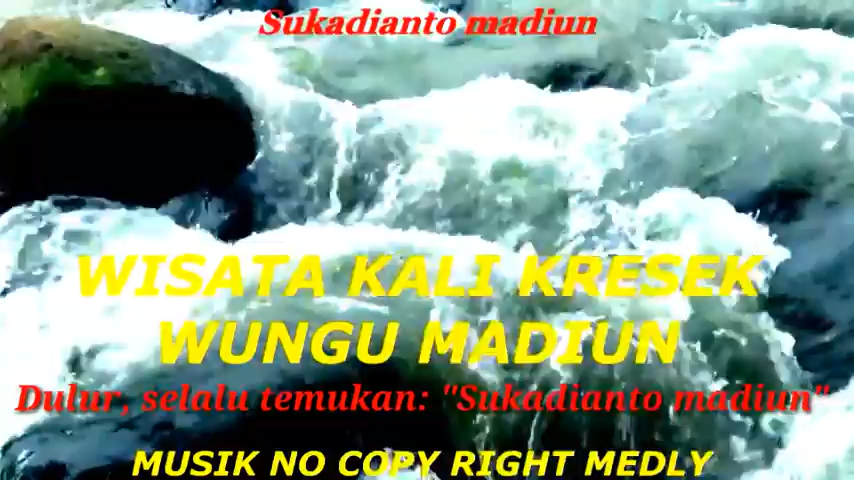 Sukadianto madiun
WISATA KALI KRESEK
WUNGU MADIUN
Dulur, selalu temukan: "Sukadianto madiun"
MUSIK NO COPY RIGHT MEDLY